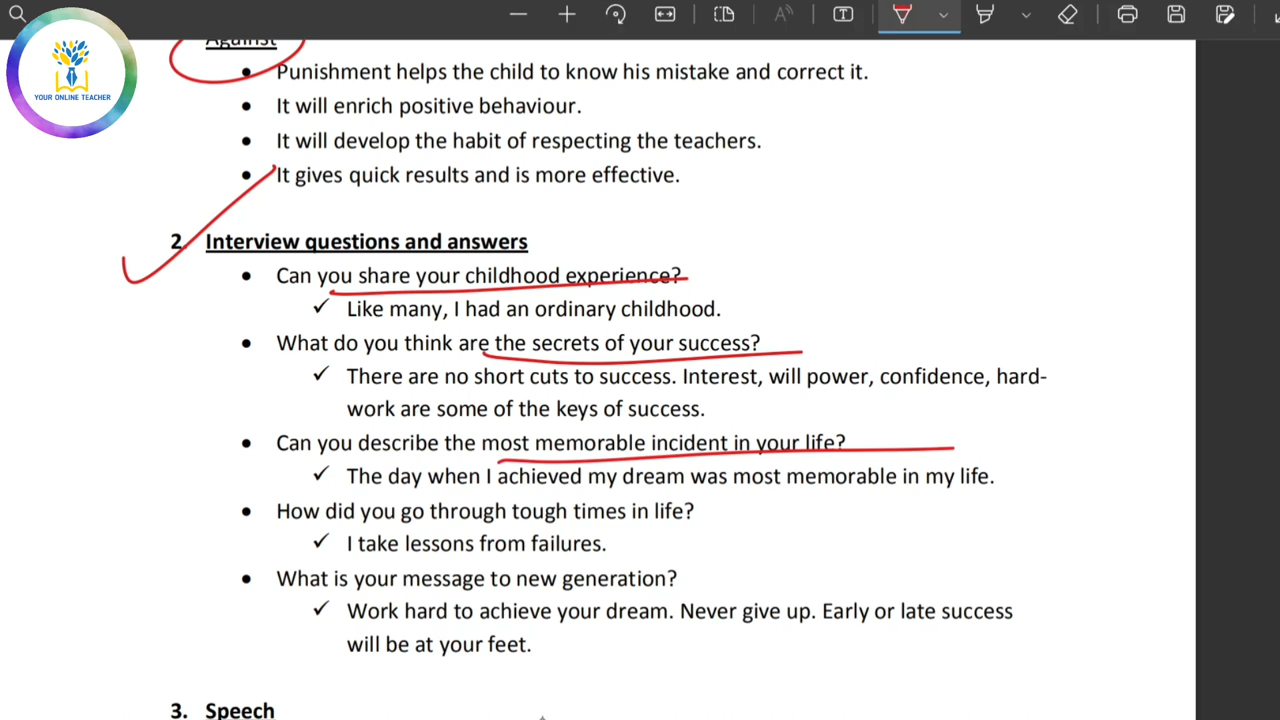 Against
YOUR ONLINE TEACHER
• Punishment helps the child to know his mistake and correct it.
• It will enrich positive behaviour.
• It will develop the habit of respecting the teachers.
• It gives quick results and is more effective.
2. Interview questions and answers
• Can you share your childhood experience?
✓ Like many, I had an ordinary childhood.
• What do you think are the secrets of your success?
✓ There are no short cuts to success. Interest, will power, confidence, hard-
work are some of the keys of success.
• Can you describe the most memorable incident in your life?
✓ The day when I achieved my dream was most memorable in my life.
• How did you go through tough times in life?
✓ I take lessons from failures.
• What is your message to new generation?
✓ Work hard to achieve your dream. Never give up. Early or late success
will be at your feet.
3. Speech